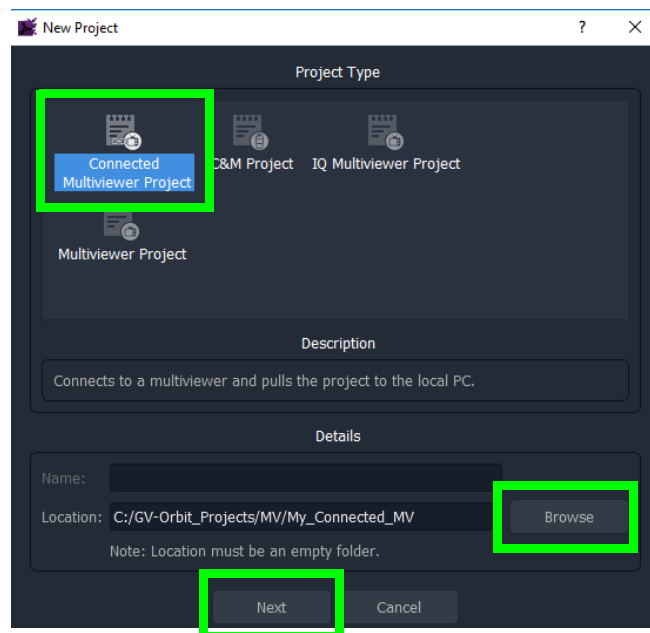 New Project
?
Project Type
Connected
Multiviewer Project
C&M Project
IQ Multiviewer Project
Multiviewer Project
Description
Connects to a multiviewer and pulls the project to the local PC.
Details
Name:
Location: C:/GV-Orbit_Projects/MV/My_Connected_MV Browse
Note: Location must be an empty folder.
Next Cancel